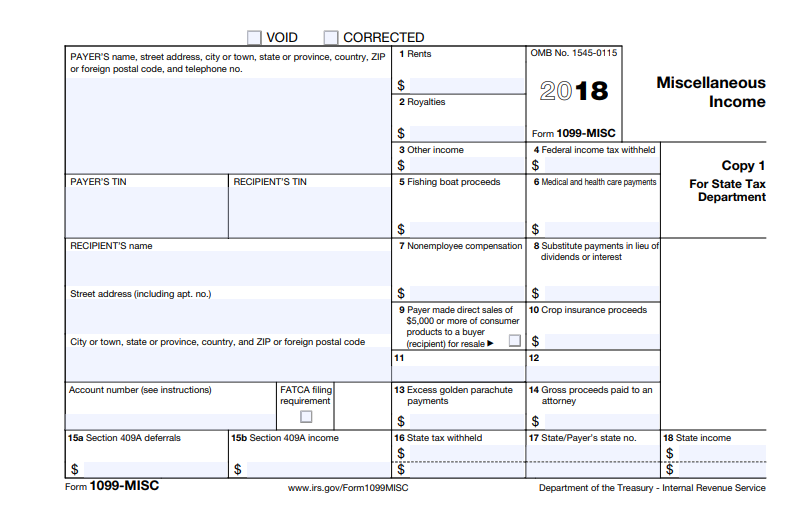 VOID CORRECTED
PAYER'S name, street address, city or town, state or province, country, ZIP
or foreign postal code, and telephone no.
1 Rents
$
2 Royalties
$
OMB No. 1545-0115
2018
Form 1099-MISC
Miscellaneous
Income
3 Other income
$
4 Federal income tax withheld
$
Copy 1
For State Tax
Department
PAYER'S TIN
RECIPIENT'S TIN
5 Fishing boat proceeds
$
6 Medical and health care payments
$
RECIPIENT'S name
Street address (including apt. no.)
City or town, state or province, country, and ZIP or foreign postal code
7 Nonemployee compensation
$
8 Substitute payments in lieu of
dividends or interest
$
9 Payer made direct sales of
$5,000 or more of consumer
products to a buyer
(recipient) for resale ▶
10 Crop insurance proceeds
$
11
12
Account number (see instructions)
FATCA filing
requirement
13 Excess golden parachute
payments
$
14 Gross proceeds paid to an
attorney
$
15a Section 409A deferrals
$
15b Section 409A income
$
16 State tax withheld
$
$
17 State/Payer's state no.
18 State income
$
$
Form 1099-MISC
www.irs.gov/Form1099MISC
Department of the Treasury - Internal Revenue Service